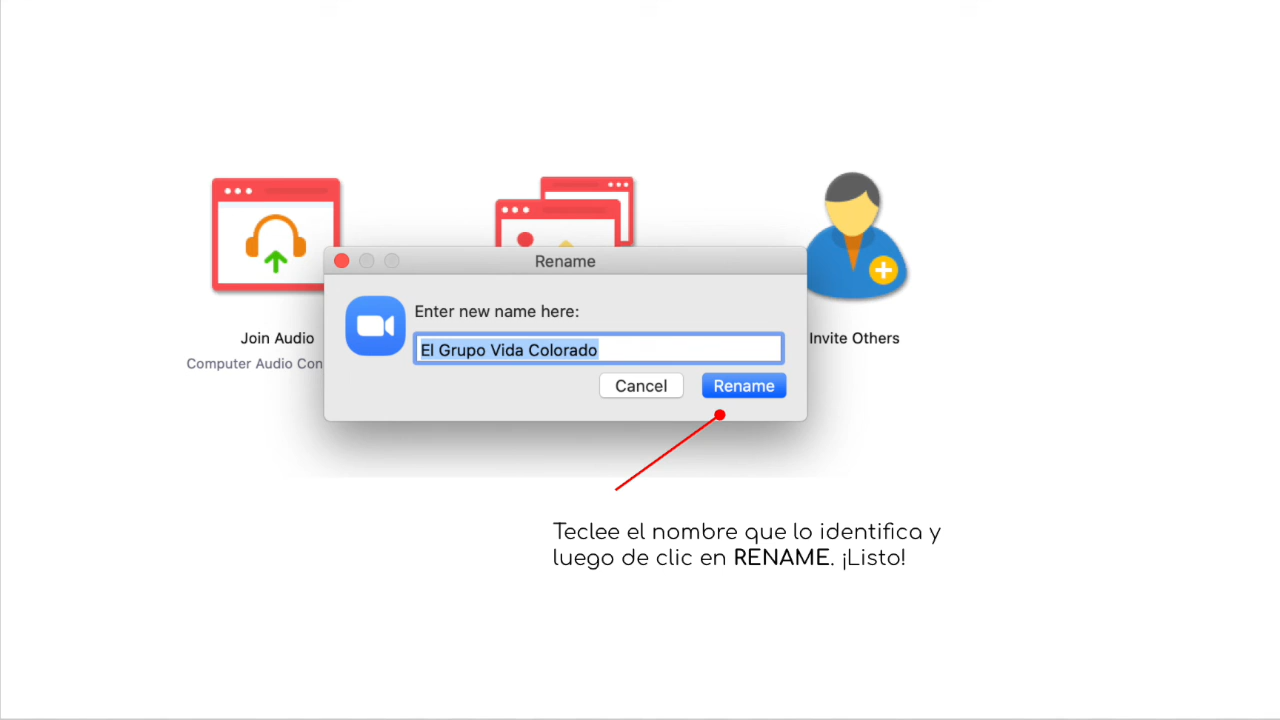 Rename
Enter new name here:
El Grupo Vida Colorado
Cancel
Rename
Join Audio
Computer Audio Con
Invite Others
Teclee el nombre que lo identifica y
luego de clic en RENAME. ¡Listo!